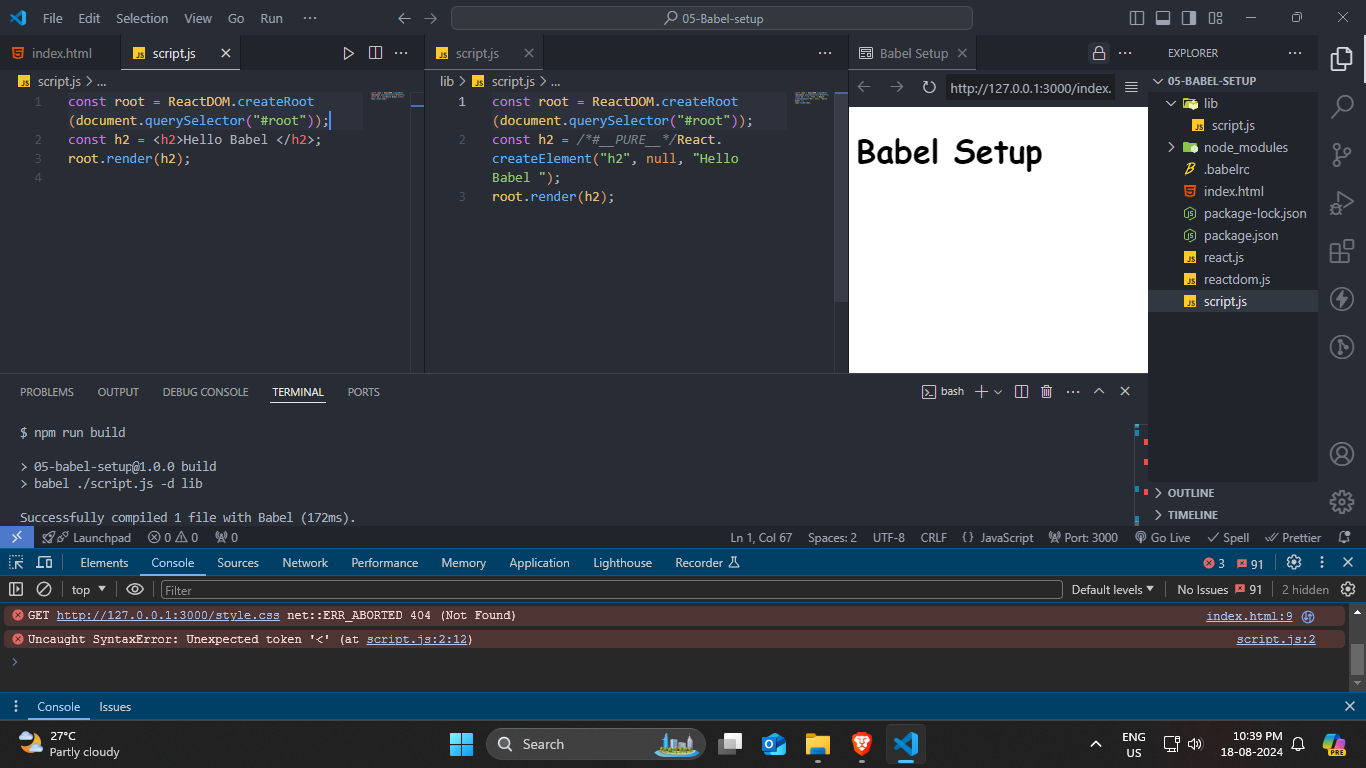 File Edit Selection View Go Run ··· 05-Babel-setup
index.html script.js
script.js > ...
1 const root = ReactDOM.createRoot
(document.querySelector("#root"));
2 const h2 = <h2>Hello Babel </h2>;
3 root.render(h2);
4
script.js
lib > script.js > ...
1 const root = ReactDOM.createRoot
(document.querySelector("#root"));
2 const h2 = /*#__PURE__*/React.
createElement("h2", null, "Hello
Babel ");
3 root.render(h2);
Babel Setup
http://127.0.0.1:3000/index.
Babel Setup
EXPLORER
05-BABEL-SETUP
lib
script.js
node_modules
.babelrc
index.html
package-lock.json
package.json
react.js
reactdom.js
script.js
OUTLINE
TIMELINE
PROBLEMS OUTPUT DEBUG CONSOLE TERMINAL PORTS bash
$ npm run build
> 05-babel-setup@1.0.0 build
> babel ./script.js -d lib
Successfully compiled 1 file with Babel (172ms).
Launchpad 0 0 0 Ln 1, Col 67 Spaces: 2 UTF-8 CRLF {} JavaScript Port: 3000 Go Live Spell Prettier
Elements Console Sources Network Performance Memory Application Lighthouse Recorder 3 91
top Filter Default levels No Issues 91 2 hidden
GET http://127.0.0.1:3000/style.css net::ERR_ABORTED 404 (Not Found) index.html:9
Uncaught SyntaxError: Unexpected token '<' (at script.js:2:12) script.js:2
>
Console Issues
27°C
Partly cloudy
Search
ENG
US
10:39 PM
18-08-2024
PRE